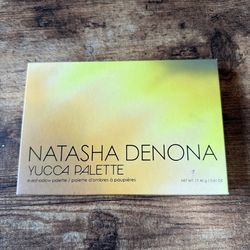 NATASHA DENONA
YUCCA PALETTE
eyeshadow palette / palette d'ombres à paupières